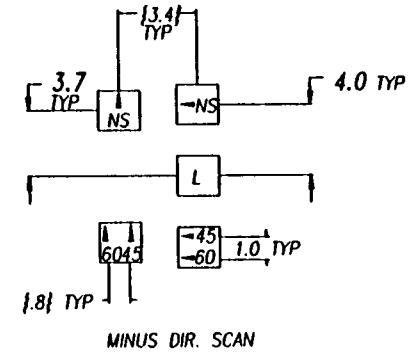 {3.4}
TYP
3.7
TYP
4.0 TYP
NS
NS
L
6045
45
60
1.0 TYP
{.8} TYP
MINUS DIR. SCAN